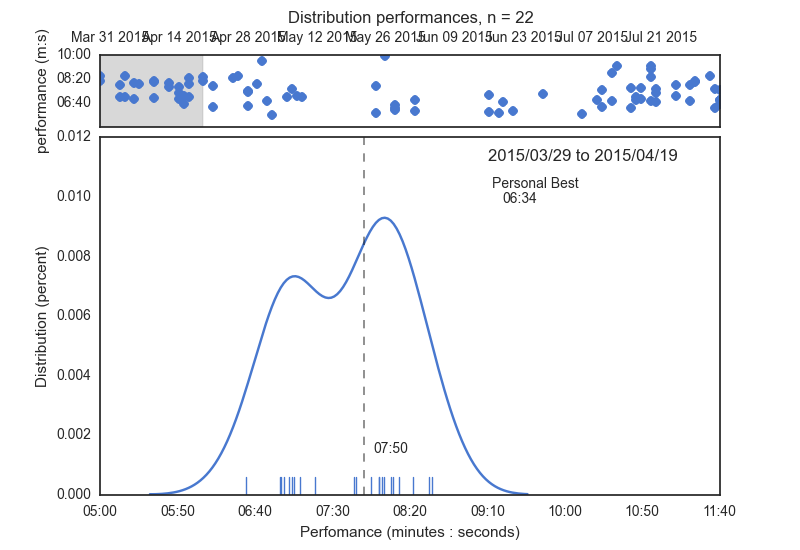 Distribution performances, n = 22
Mar 31 2015 Apr 14 2015 Apr 28 2015 May 12 2015 May 26 2015 Jun 09 2015 Jun 23 2015 Jul 07 2015 Jul 21 2015
performance (m:s)
10:00
08:20
06:40
0.012
0.010
0.008
0.006
0.004
0.002
0.000
Distribution (percent)
2015/03/29 to 2015/04/19
Personal Best
06:34
07:50
05:00 05:50 06:40 07:30 08:20 09:10 10:00 10:50 11:40
Perfomance (minutes : seconds)